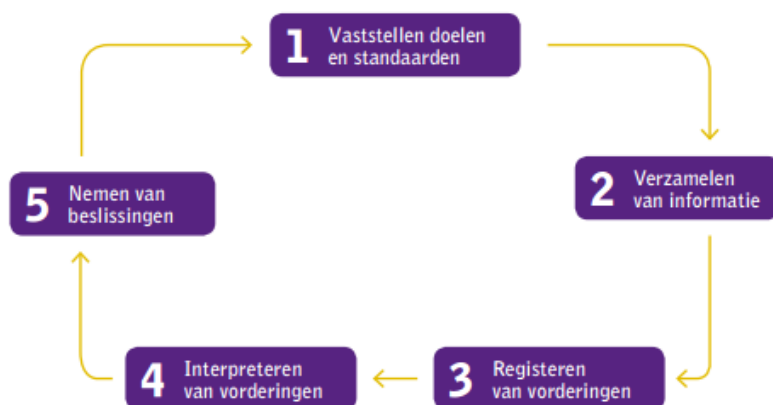 1 Vaststellen doelen
en standaarden
2 Verzamelen
van informatie
3 Registeren
van vorderingen
4 Interpreteren
van vorderingen
5 Nemen van
beslissingen